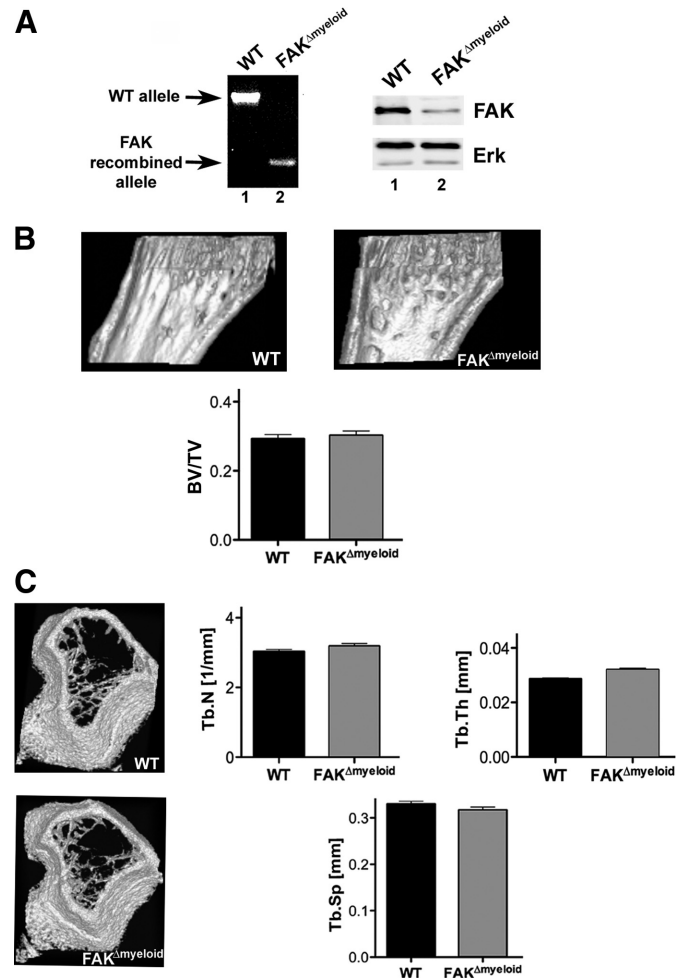 A
WT
FAKΔmyeloid
WT allele
FAK
recombined
allele
1 2
WT
FAKΔmyeloid
FAK
Erk
1 2
B
WT
FAKΔmyeloid
BV/TV
0.4
0.2
0.0
WT FAKΔmyeloid
C
WT
Tb.N [1/mm]
4
2
0
WT FAKΔmyeloid
Tb.Th [mm]
0.04
0.02
0.00
WT FAKΔmyeloid
FAKΔmyeloid
Tb.Sp [mm]
0.3
0.2
0.1
0.0
WT FAKΔmyeloid